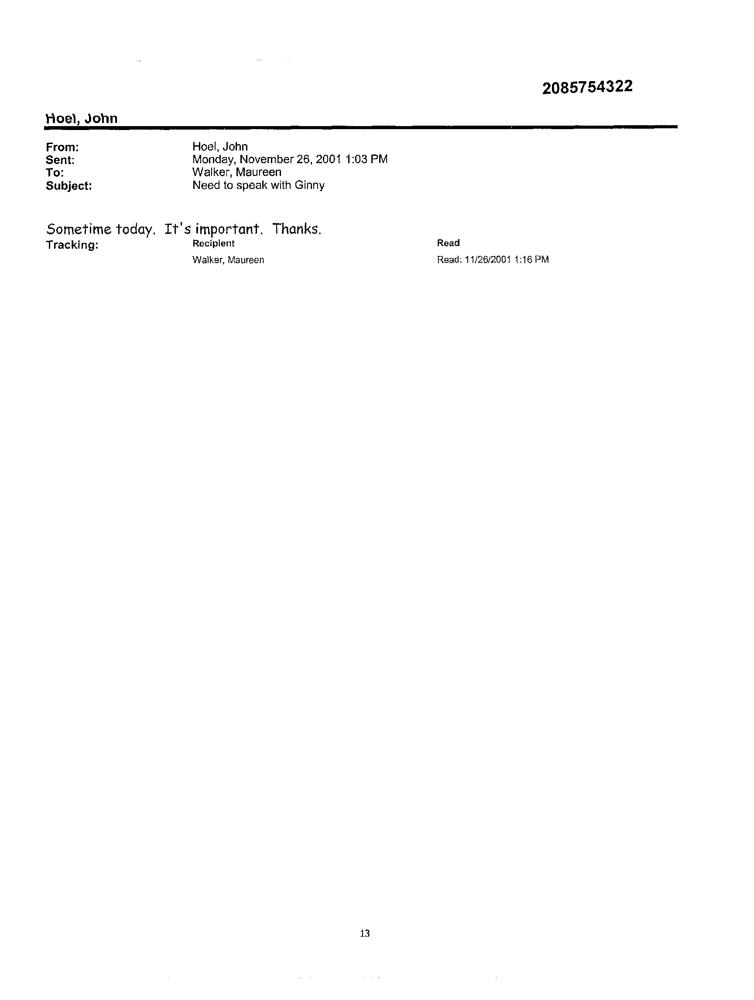 2085754322
Hoel, John
From: Hoel, John
Sent: Monday, November 26, 2001 1:03 PM
To: Walker, Maureen
Subject: Need to speak with Ginny
Sometime today. It's important. Thanks.
Tracking: Recipient Read
Walker, Maureen Read: 11/26/2001 1:16 PM
13